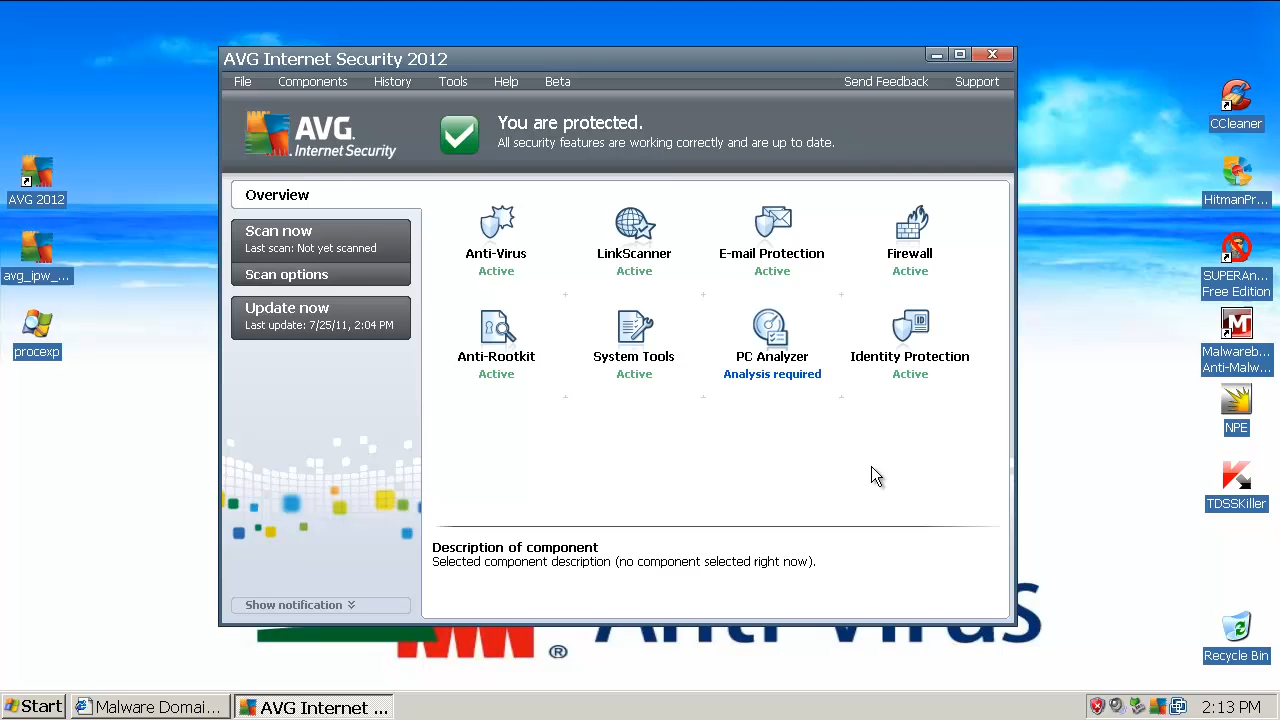 AVG Internet Security 2012
File Components History Tools Help Beta Send Feedback Support
AVG.
Internet Security
You are protected.
All security features are working correctly and are up to date.
Overview
Scan now
Last scan: Not yet scanned
Scan options
Update now
Last update: 7/25/11, 2:04 PM
Anti-Virus
Active
LinkScanner
Active
E-mail Protection
Active
Firewall
Active
Anti-Rootkit
Active
System Tools
Active
PC Analyzer
Analysis required
Identity Protection
Active
Description of component
Selected component description (no component selected right now).
Show notification
AVG 2012
avg_ipw_...
procexp
CCleaner
HitmanPr...
SUPERAn...
Free Edition
Malwareb...
Anti-Malw...
NPE
TDSSKiller
Recycle Bin
® Anti-Virus
Start
Malware Domai...
AVG Internet ...
2:13 PM